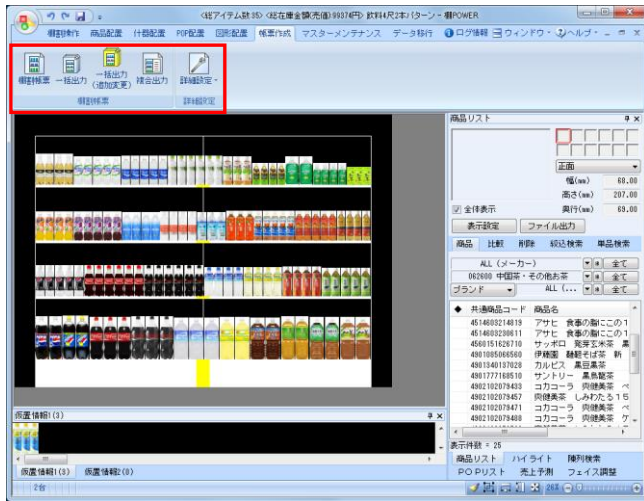 <総アイテム数:35> <総在庫金額(売価):99374円> 飲料4尺2本パターン - 棚POWER
棚割操作 商品配置 什器配置 POP配置 図形配置 帳票作成 マスターメンテナンス データ移行 ログ情報 ウィンドウ ヘルプ
棚割帳票 一括出力 一括出力(追加変更) 複合出力 詳細設定
棚割帳票 詳細設定
商品リスト
正面
幅(mm) 68.00
高さ(mm) 207.00
全体表示 奥行(mm) 69.00
表示設定 ファイル出力
商品 比較 削除 絞込検索 単品検索
ALL (メーカー) 全て
062600 中国茶・その他お茶 全て
ブランド ALL (... 全て
共通商品コード 商品名
4514603214819 アサヒ 食事の脂にこの1
4514603230611 アサヒ 食事の脂にこの1
4560151626710 サッポロ 発芽玄米茶 黒
4901085066560 伊藤園 韃靼そば茶 新
4901340137028 カルピス 黒豆黒茶
4901777168510 サントリー 黒烏龍茶
4902102079433 コカコーラ 爽健美茶 ペ
4902102079457 爽健美茶 しみわたる15
4902102079471 コカコーラ 爽健美茶 ペ
4902102079488 コカコーラ 爽健美茶 ケ
表示件数 = 25
商品リスト ハイライト 陳列検索
POPリスト 売上予測 フェイス調整
仮置情報1(3)
仮置情報1(3) 仮置情報2(0)
2台
26%